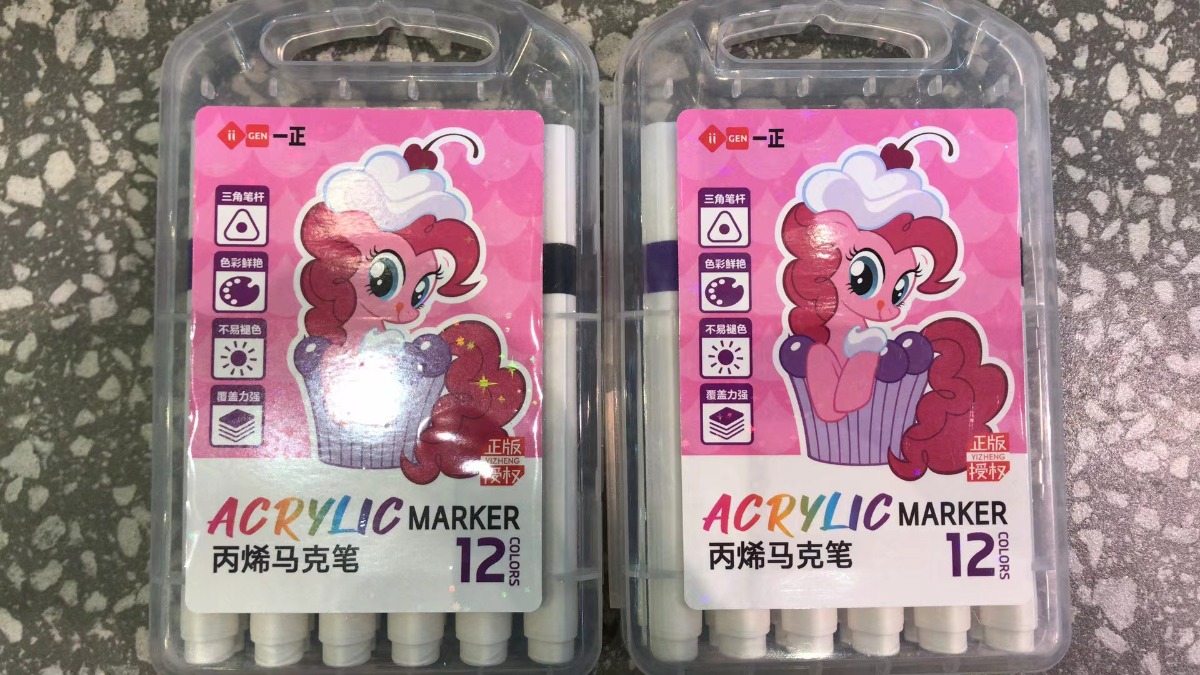 ii GEN 一正
三角笔杆
色彩鲜艳
不易褪色
覆盖力强
正版
YIZHENG
授权
ACRYLIC MARKER
丙烯马克笔 12 COLORS
ii GEN 一正
三角笔杆
色彩鲜艳
不易褪色
覆盖力强
正版
YIZHENG
授权
ACRYLIC MARKER
丙烯马克笔 12 COLORS